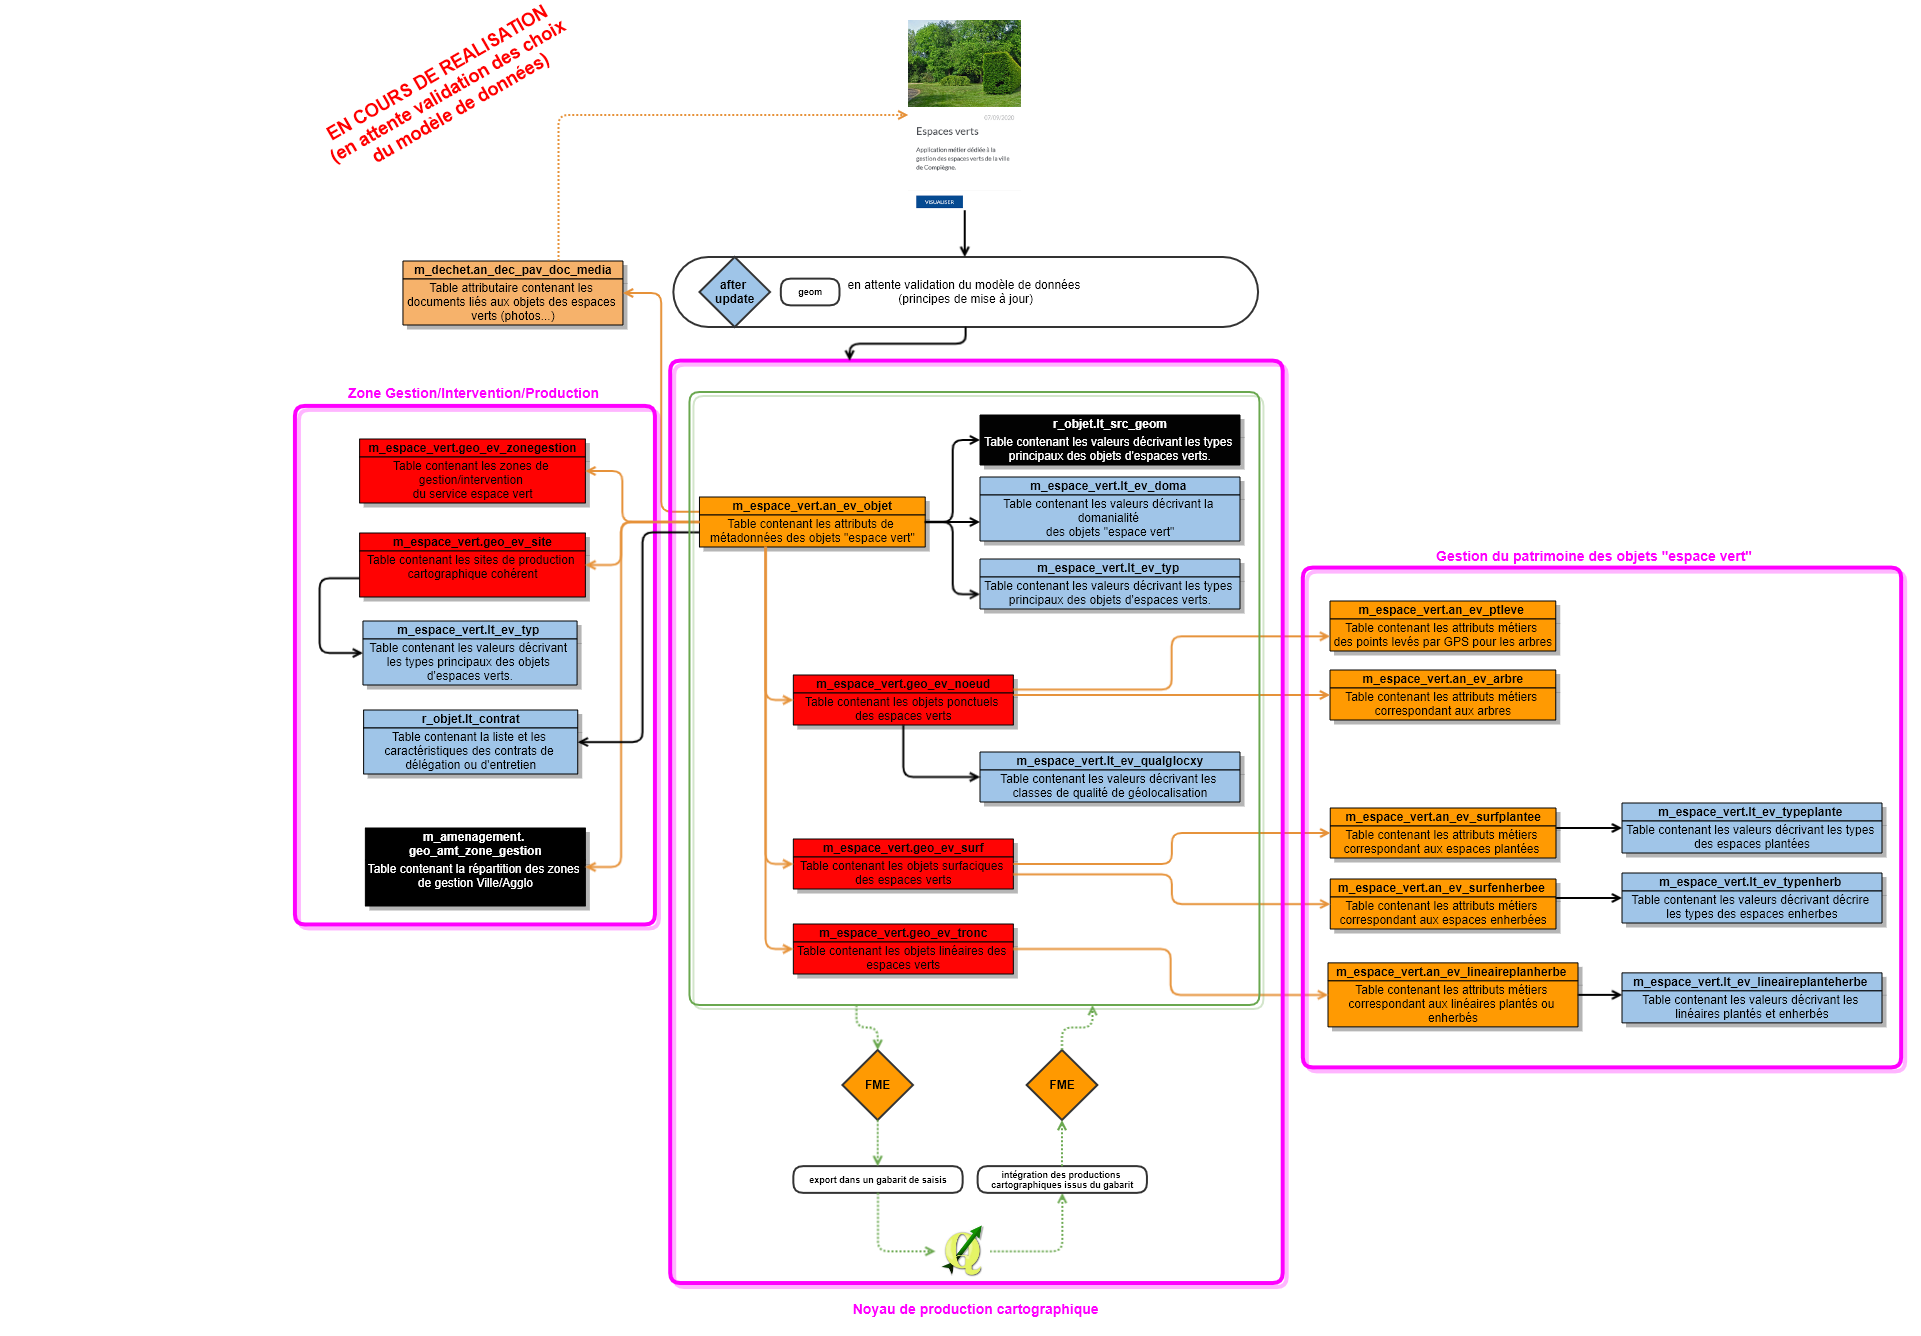 EN COURS DE REALISATION
(en attente validation des choix
du modèle de données)
07/09/2020
Espaces verts
Application métier dédiée à la
gestion des espaces verts de la ville
de Compiègne.
VISUALISER
m_dechet.an_dec_pav_doc_media
Table attributaire contenant les
documents liés aux objets des espaces
verts (photos...)
after
update
geom
en attente validation du modèle de données
(principes de mise à jour)
Zone Gestion/Intervention/Production
m_espace_vert.geo_ev_zonegestion
Table contenant les zones de
gestion/intervention
du service espace vert
m_espace_vert.geo_ev_site
Table contenant les sites de production
cartographique cohérent
m_espace_vert.lt_ev_typ
Table contenant les valeurs décrivant
les types principaux des objets
d'espaces verts.
r_objet.lt_contrat
Table contenant la liste et les
caractéristiques des contrats de
délégation ou d'entretien
m_amenagement.
geo_amt_zone_gestion
Table contenant la répartition des zones
de gestion Ville/Agglo
m_espace_vert.an_ev_objet
Table contenant les attributs de
métadonnées des objets "espace vert"
r_objet.lt_src_geom
Table contenant les valeurs décrivant les types
principaux des objets d'espaces verts.
m_espace_vert.lt_ev_doma
Table contenant les valeurs décrivant la
domanialité
des objets "espace vert"
m_espace_vert.lt_ev_typ
Table contenant les valeurs décrivant les types
principaux des objets d'espaces verts.
m_espace_vert.geo_ev_noeud
Table contenant les objets ponctuels
des espaces verts
m_espace_vert.lt_ev_qualglocxy
Table contenant les valeurs décrivant les
classes de qualité de géolocalisation
m_espace_vert.geo_ev_surf
Table contenant les objets surfaciques
des espaces verts
m_espace_vert.geo_ev_tronc
Table contenant les objets linéaires des
espaces verts
FME
FME
export dans un gabarit de saisis
intégration des productions
cartographiques issus du gabarit
Noyau de production cartographique
Gestion du patrimoine des objets "espace vert"
m_espace_vert.an_ev_ptleve
Table contenant les attributs métiers
des points levés par GPS pour les arbres
m_espace_vert.an_ev_arbre
Table contenant les attributs métiers
correspondant aux arbres
m_espace_vert.an_ev_surfplantee
Table contenant les attributs métiers
correspondant aux espaces plantées
m_espace_vert.lt_ev_typeplante
Table contenant les valeurs décrivant les types
des espaces plantées
m_espace_vert.an_ev_surfenherbee
Table contenant les attributs métiers
correspondant aux espaces enherbées
m_espace_vert.lt_ev_typenherb
Table contenant les valeurs décrivant décrire
les types des espaces enherbes
m_espace_vert.an_ev_lineaireplanherbe
Table contenant les attributs métiers
correspondant aux linéaires plantés ou
enherbés
m_espace_vert.lt_ev_lineaireplanteherbe
Table contenant les valeurs décrivant les
linéaires plantés et enherbés